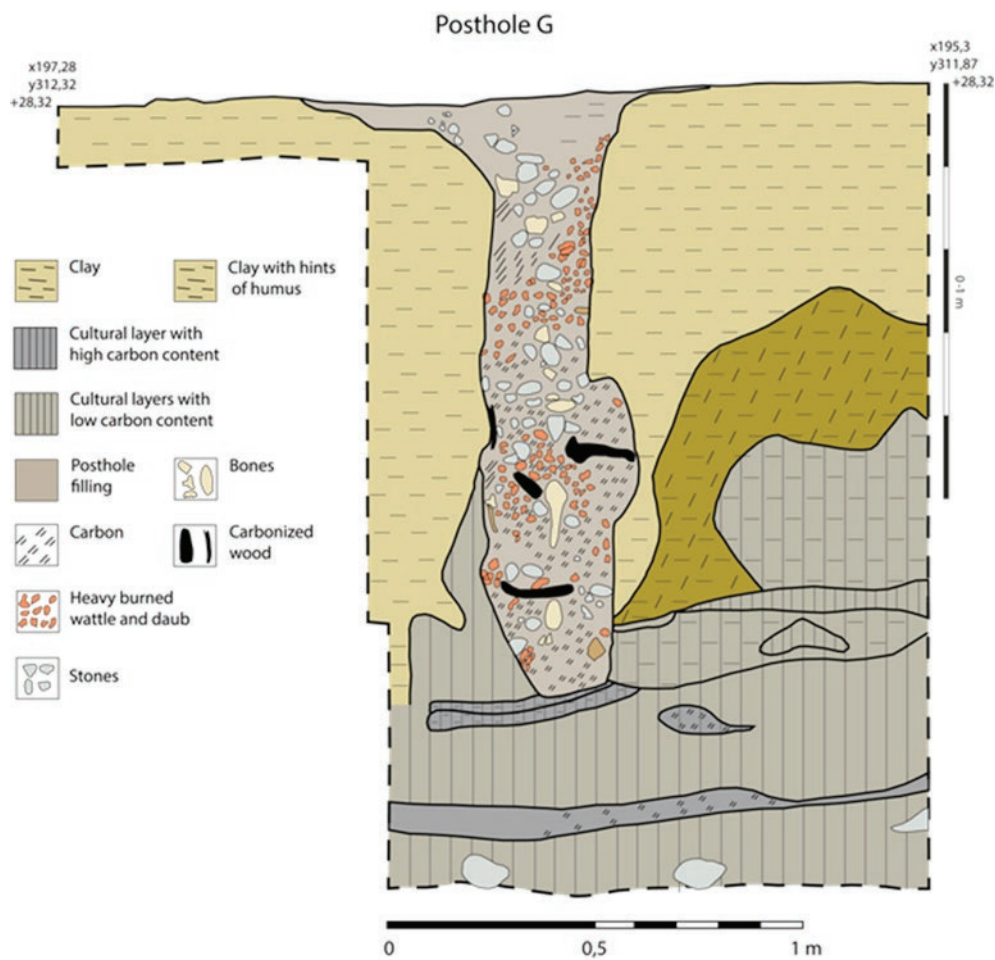 Posthole G
x197,28
y312,32
+28,32
x195,3
y311,87
+28,32
Clay
Clay with hints
of humus
Cultural layer with
high carbon content
Cultural layers with
low carbon content
Posthole
filling
Bones
Carbon
Carbonized
wood
Heavy burned
wattle and daub
Stones
0-1 m
0
0,5
1 m